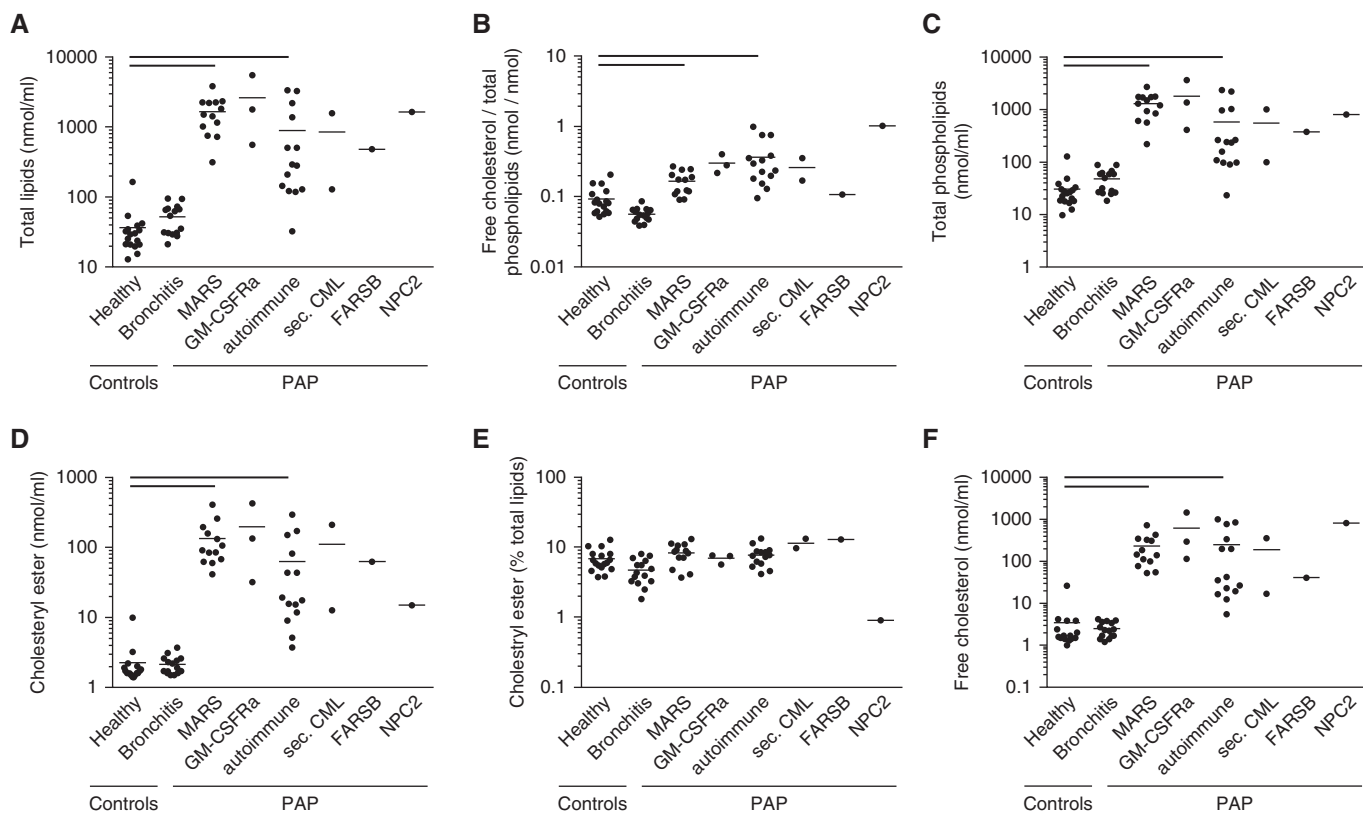 A
Total lipids (nmol/ml)
10000
1000
100
10
Healthy
Bronchitis
MARS
GM-CSFRa
autoimmune
sec. CML
FARSB
NPC2
Controls
PAP
B
Free cholesterol / total
phospholipids (nmol / nmol)
10
1
0.1
0.01
Healthy
Bronchitis
MARS
GM-CSFRa
autoimmune
sec. CML
FARSB
NPC2
Controls
PAP
C
Total phospholipids
(nmol/ml)
10000
1000
100
10
1
Healthy
Bronchitis
MARS
GM-CSFRa
autoimmune
sec. CML
FARSB
NPC2
Controls
PAP
D
Cholesteryl ester (nmol/ml)
1000
100
10
1
Healthy
Bronchitis
MARS
GM-CSFRa
autoimmune
sec. CML
FARSB
NPC2
Controls
PAP
E
Cholestryl ester (% total lipids)
100
10
1
0.1
Healthy
Bronchitis
MARS
GM-CSFRa
autoimmune
sec. CML
FARSB
NPC2
Controls
PAP
F
Free cholesterol (nmol/ml)
10000
1000
100
10
1
0.1
Healthy
Bronchitis
MARS
GM-CSFRa
autoimmune
sec. CML
FARSB
NPC2
Controls
PAP